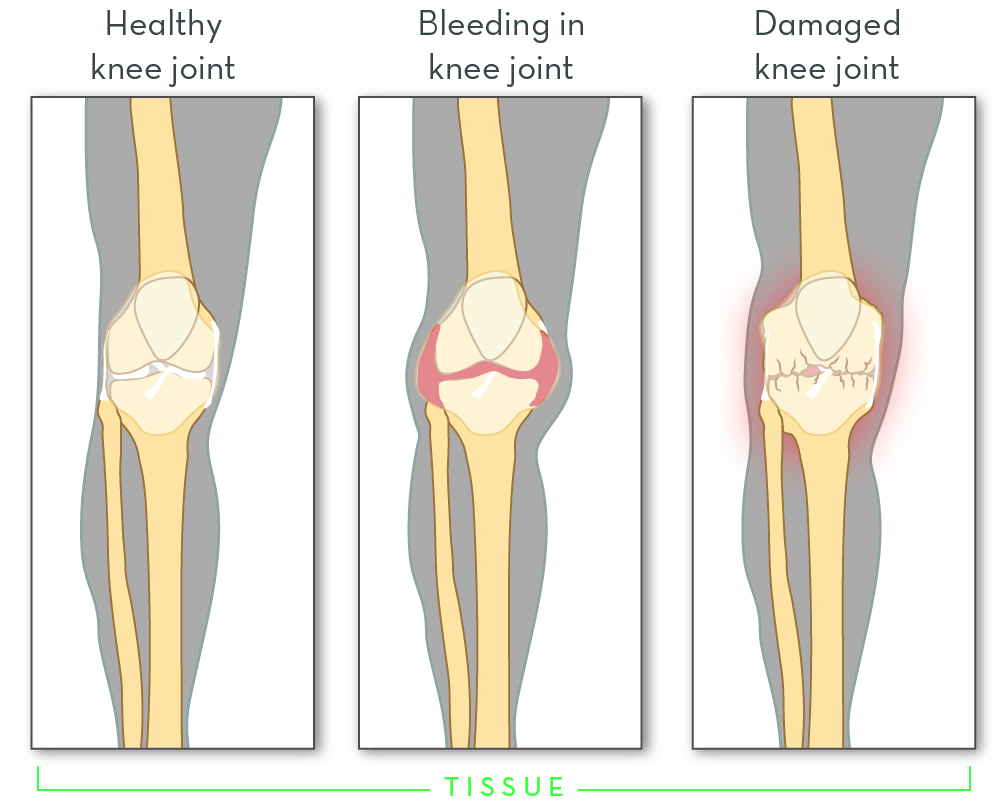 Healthy
knee joint
Bleeding in
knee joint
Damaged
knee joint
TISSUE